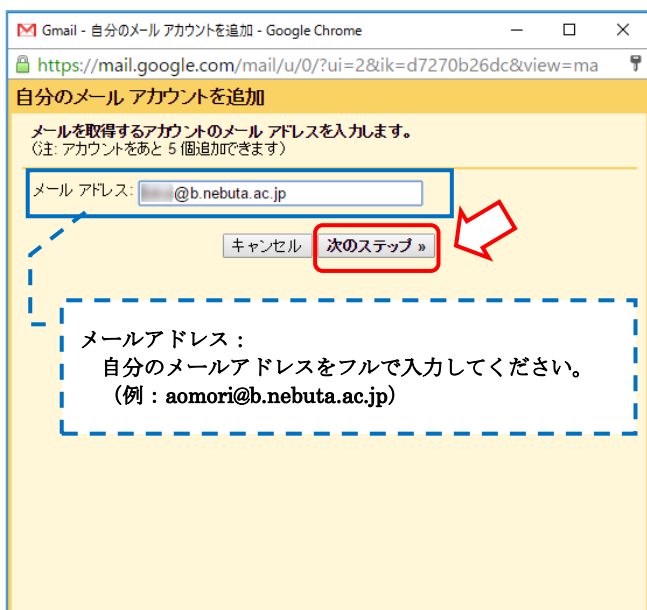 Gmail - 自分のメール アカウントを追加 - Google Chrome
https://mail.google.com/mail/u/0/?ui=2&ik=d7270b26dc&view=ma
自分のメール アカウントを追加
メールを取得するアカウントのメール アドレスを入力します。
(注: アカウントをあと 5 個追加できます)
メール アドレス: @b.nebuta.ac.jp
キャンセル 次のステップ »
メールアドレス：
自分のメールアドレスをフルで入力してください。
（例：aomori@b.nebuta.ac.jp）